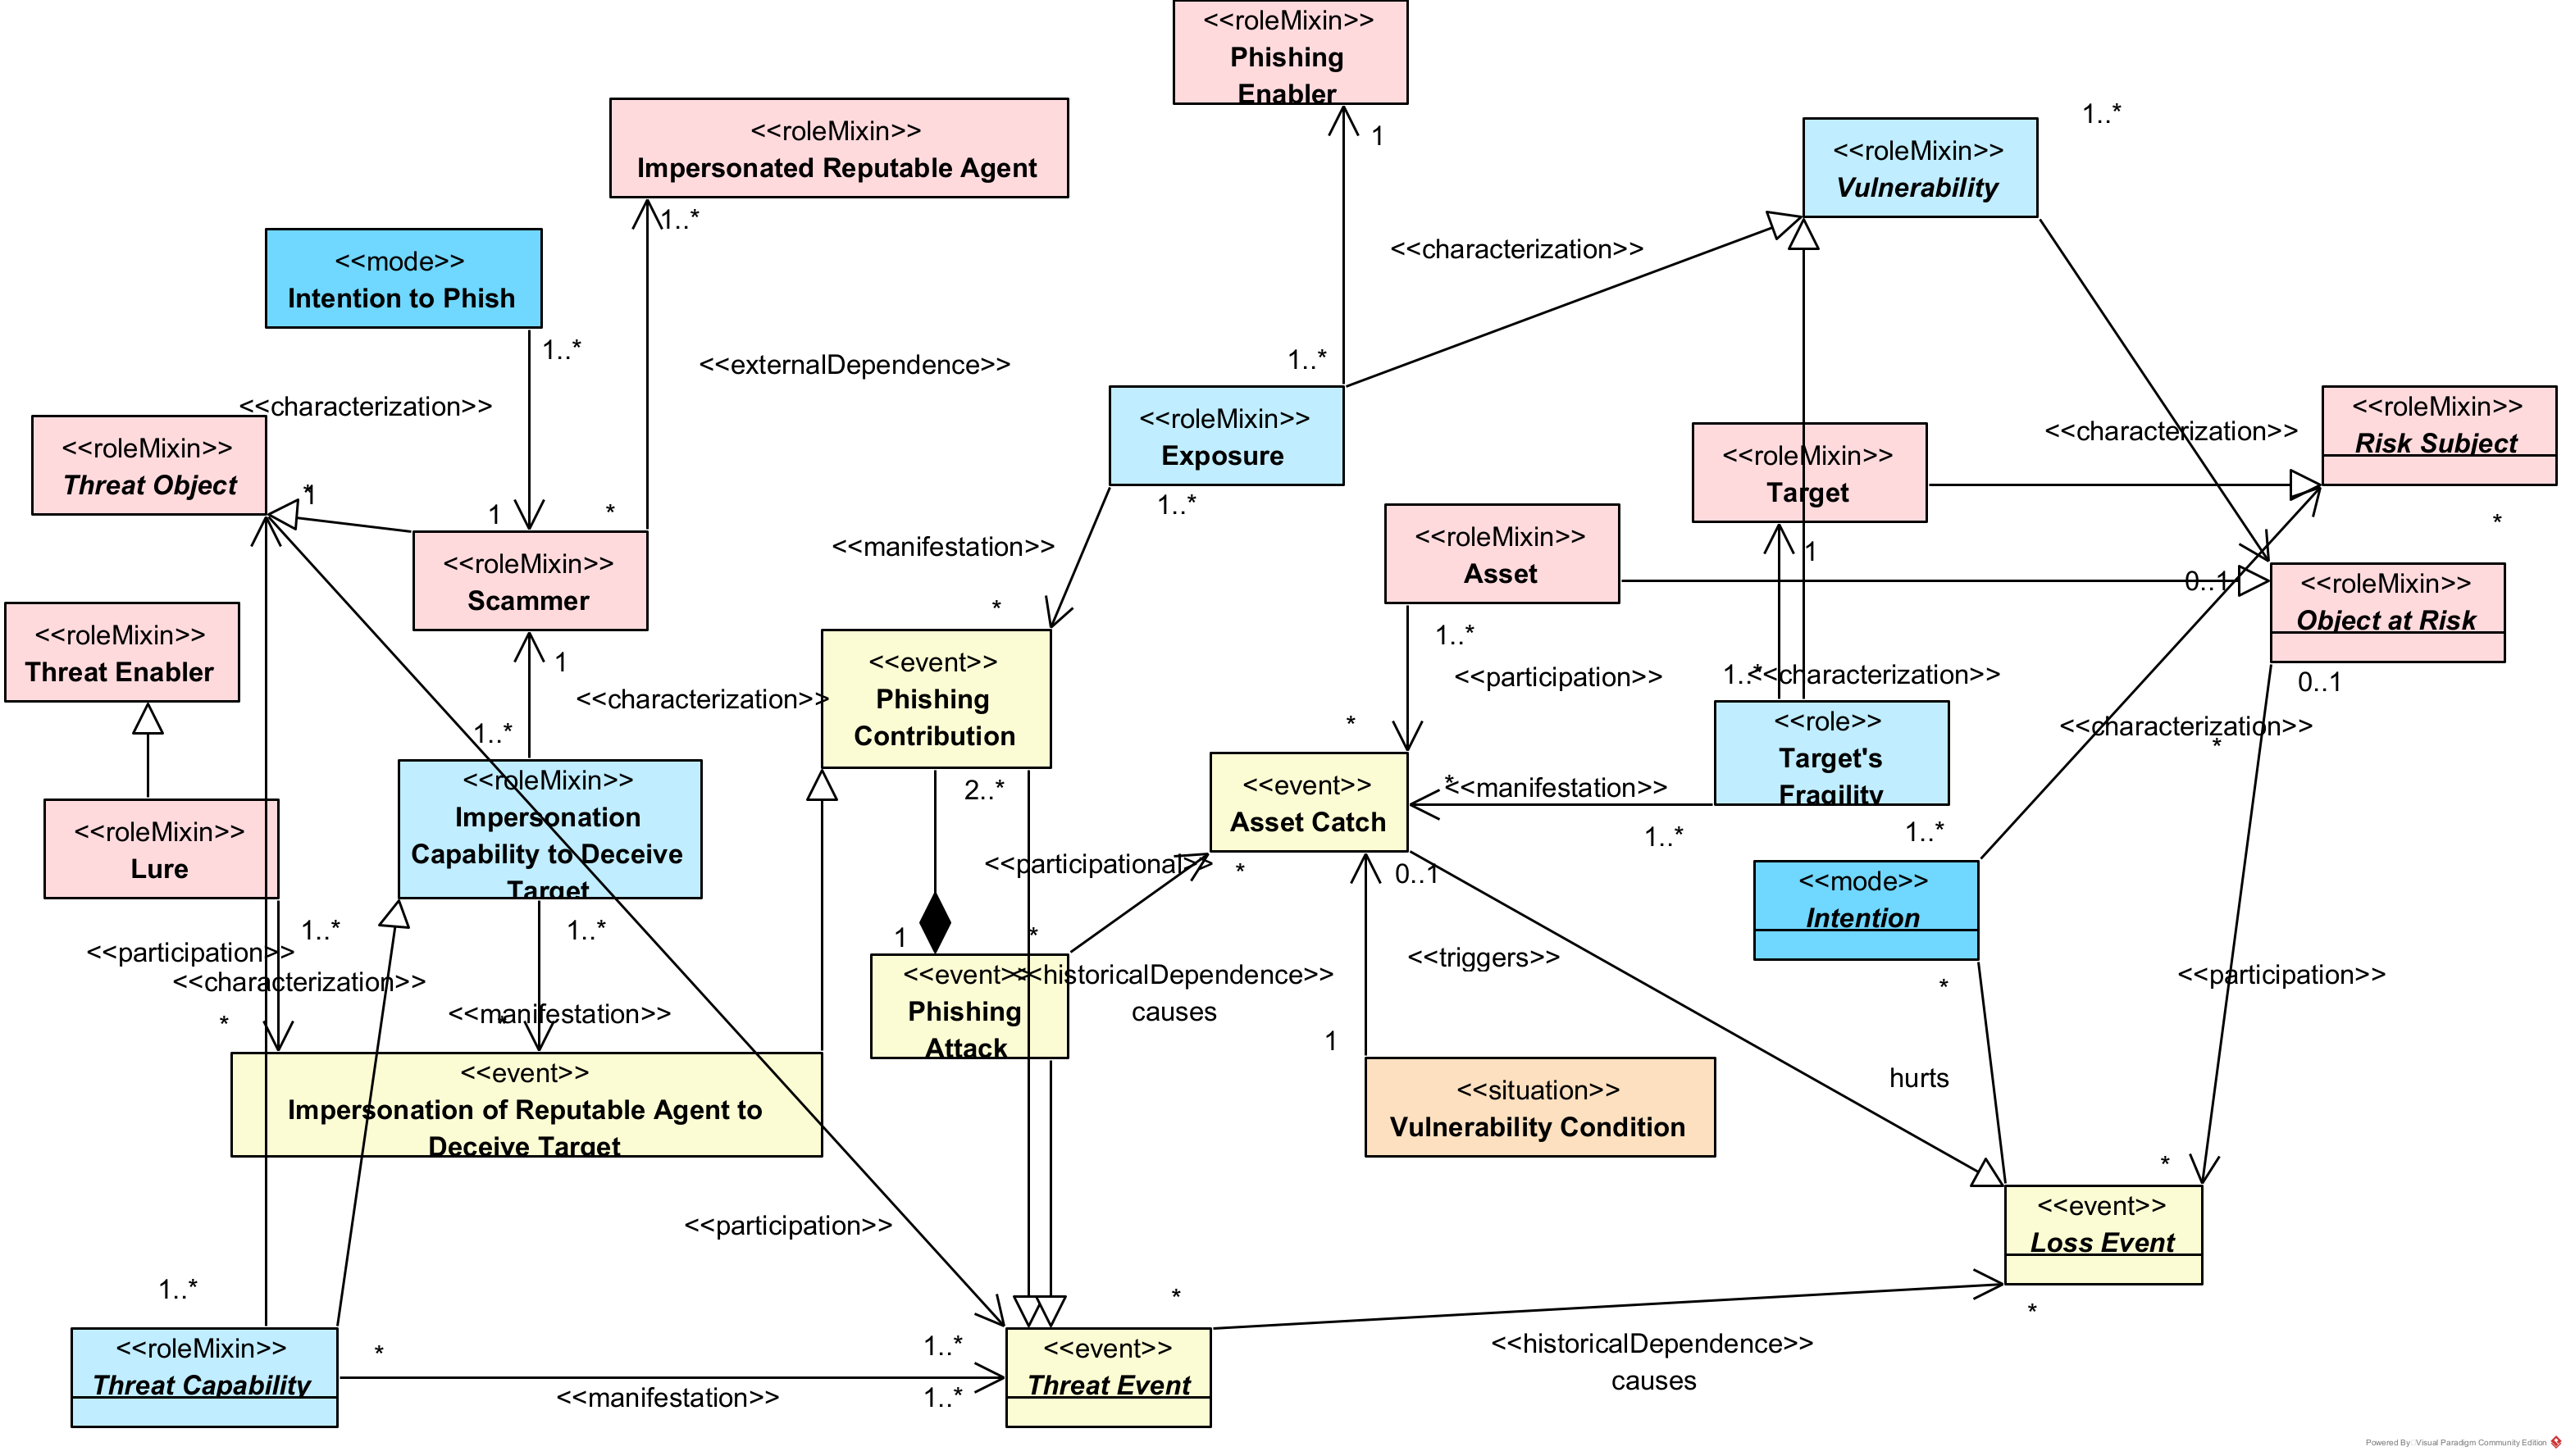 <<roleMixin>>
Phishing
Enabler
1
<<roleMixin>>
Impersonated Reputable Agent
1..*
<<roleMixin>>
Vulnerability
1..*
<<mode>>
Intention to Phish
1..*
<<characterization>>
<<externalDependence>>
<<characterization>>
1..*
<<roleMixin>>
Threat Object
*
1
1
*
<<roleMixin>>
Exposure
1..*
<<manifestation>>
*
<<roleMixin>>
Target
1
<<characterization>>
<<roleMixin>>
Risk Subject
*
<<roleMixin>>
Scammer
1
<<roleMixin>>
Asset
1..*
<<participation>>
*
0..1
<<roleMixin>>
Object at Risk
0..1
<<roleMixin>>
Threat Enabler
<<characterization>>
1..*
<<event>>
Phishing
Contribution
2..*
1..*
<<characterization>>
<<role>>
Target's
Fragility
1..*
<<characterization>>
*
<<roleMixin>>
Lure
1..*
<<roleMixin>>
Impersonation
Capability to Deceive
Target
1..*
<<event>>
Asset Catch
*
<<manifestation>>
1..*
0..1
<<participational>>
*
1
*
<<mode>>
Intention
*
<<participation>>
<<characterization>>
*
<<manifestation>>
*
<<event>>
Phishing
Attack
<<historicalDependence>>
causes
<<triggers>>
1
<<participation>>
<<event>>
Impersonation of Reputable Agent to
Deceive Target
<<situation>>
Vulnerability Condition
hurts
*
<<event>>
Loss Event
*
<<participation>>
1..*
<<roleMixin>>
Threat Capability
*
<<manifestation>>
1..*
1..*
<<event>>
Threat Event
*
<<historicalDependence>>
causes
Powered By Visual Paradigm Community Edition